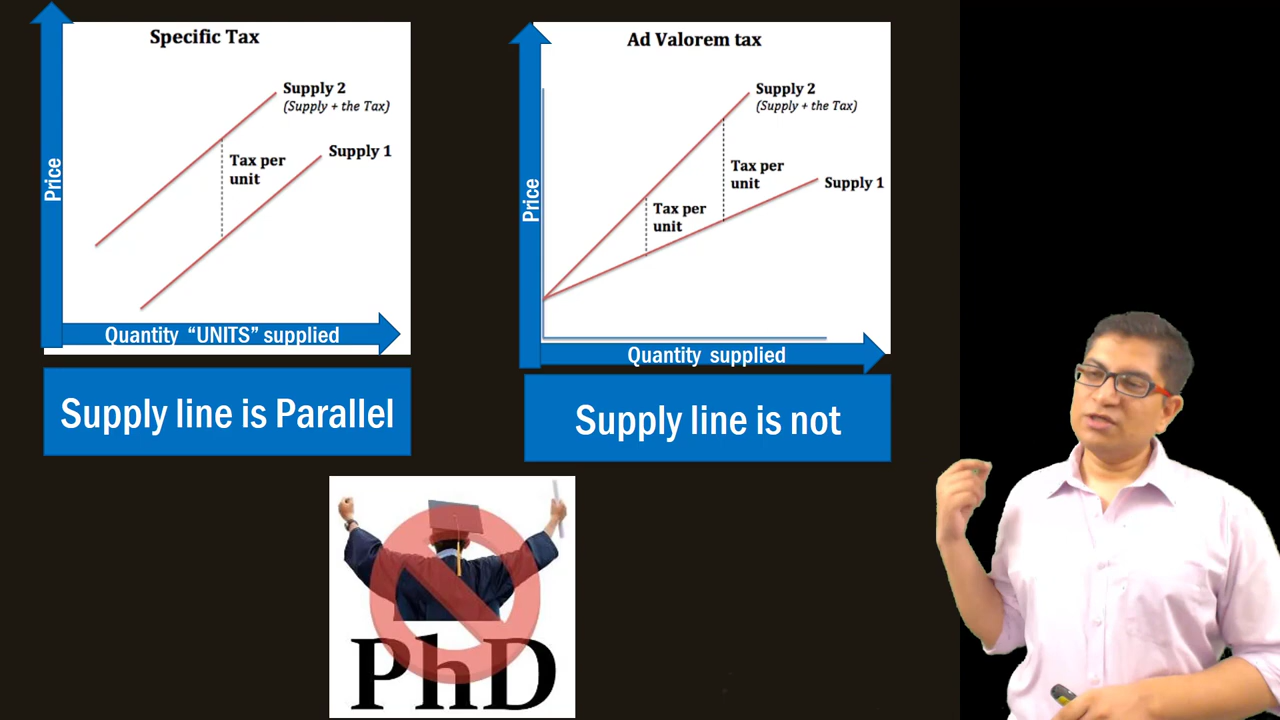 Specific Tax
Supply 2
(Supply + the Tax)
Supply 1
Tax per
unit
Price
Quantity “UNITS” supplied
Supply line is Parallel
Ad Valorem tax
Supply 2
(Supply + the Tax)
Tax per
unit
Supply 1
Tax per
unit
Price
Quantity supplied
Supply line is not
PhD